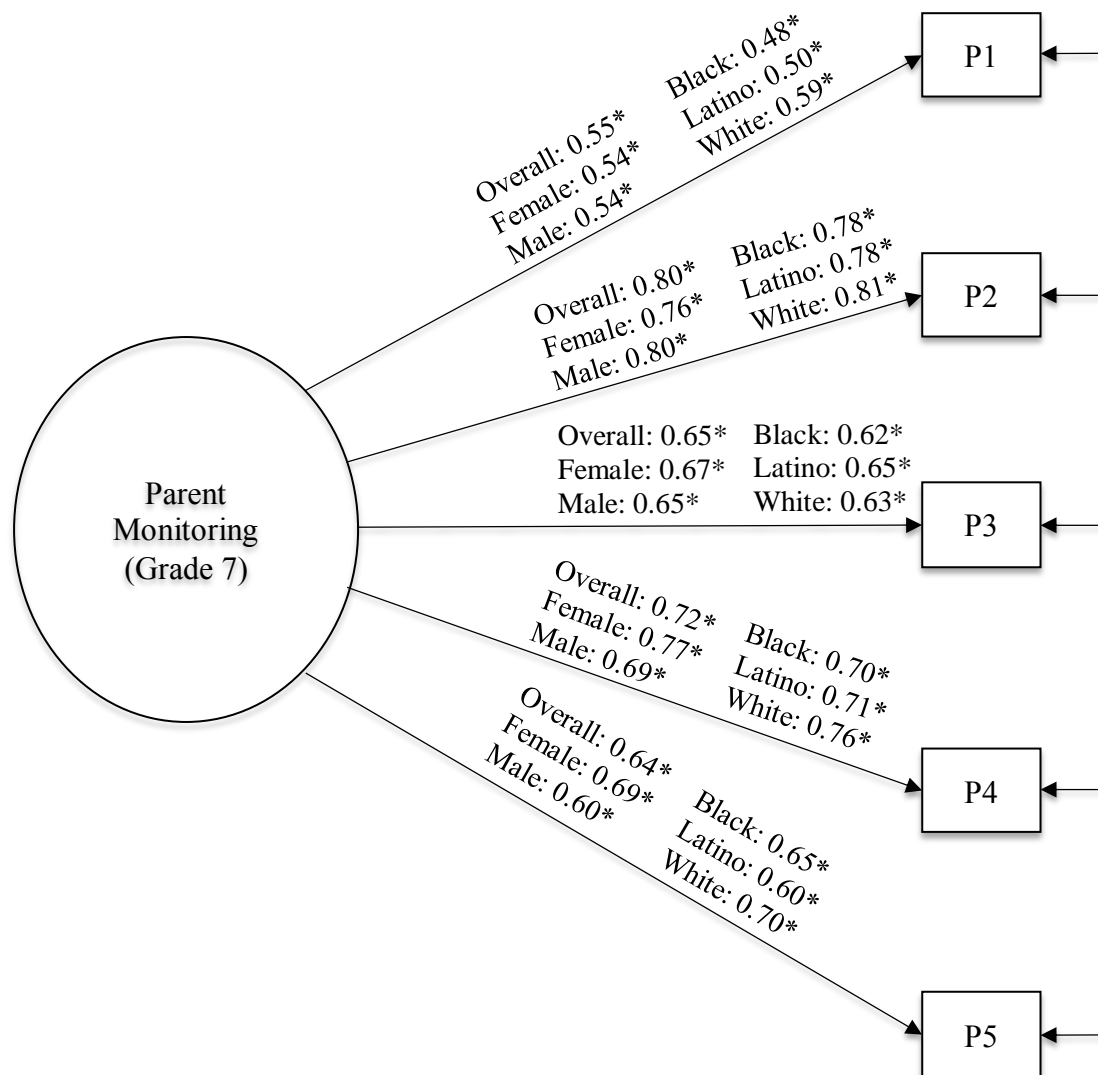 Overall: 0.55*
Female: 0.54*
Male: 0.54*
Black: 0.48*
Latino: 0.50*
White: 0.59*
P1
Overall: 0.80*
Female: 0.76*
Male: 0.80*
Black: 0.78*
Latino: 0.78*
White: 0.81*
P2
Parent
Monitoring
(Grade 7)
Overall: 0.65*
Female: 0.67*
Male: 0.65*
Black: 0.62*
Latino: 0.65*
White: 0.63*
P3
Overall: 0.72*
Female: 0.77*
Male: 0.69*
Black: 0.70*
Latino: 0.71*
White: 0.76*
P4
Overall: 0.64*
Female: 0.69*
Male: 0.60*
Black: 0.65*
Latino: 0.60*
White: 0.70*
P5